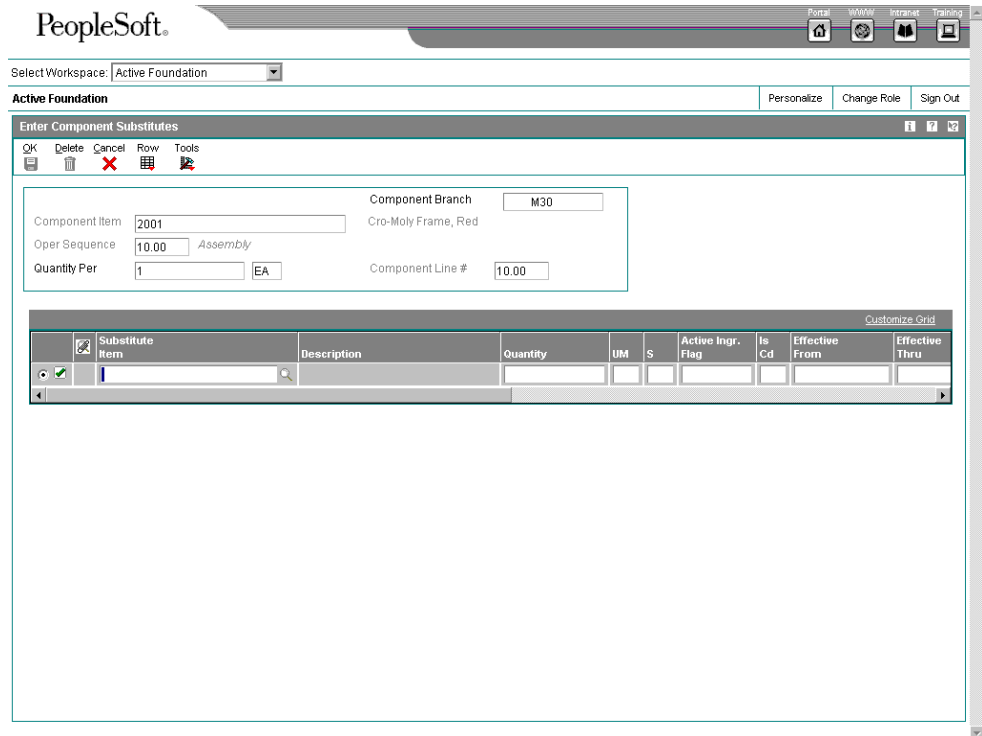 Portal WWW Intranet Training
PeopleSoft®
Select Workspace: Active Foundation
Active Foundation Personalize Change Role Sign Out
Enter Component Substitutes i ? ?
OK Delete Cancel Row Tools
Component Branch M30
Component Item 2001 Cro-Moly Frame, Red
Oper Sequence 10.00 Assembly
Quantity Per 1 EA Component Line # 10.00
Customize Grid
Substitute Active Ingr. Is Effective Effective
Item Description Quantity UM S Flag Cd From Thru